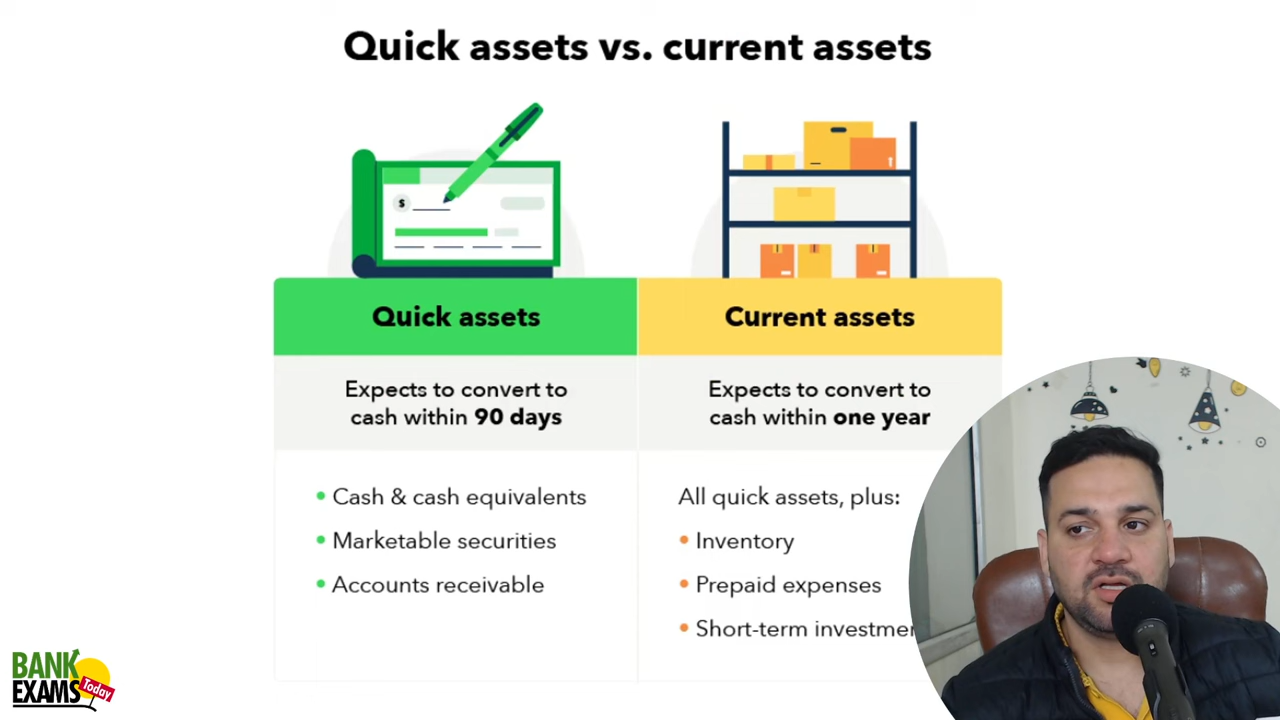 Quick assets vs. current assets
$
Quick assets
Current assets
Expects to convert to
cash within 90 days
Expects to convert to
cash within one year
• Cash & cash equivalents
• Marketable securities
• Accounts receivable
All quick assets, plus:
• Inventory
• Prepaid expenses
• Short-term
BANK
EXAMS
Today